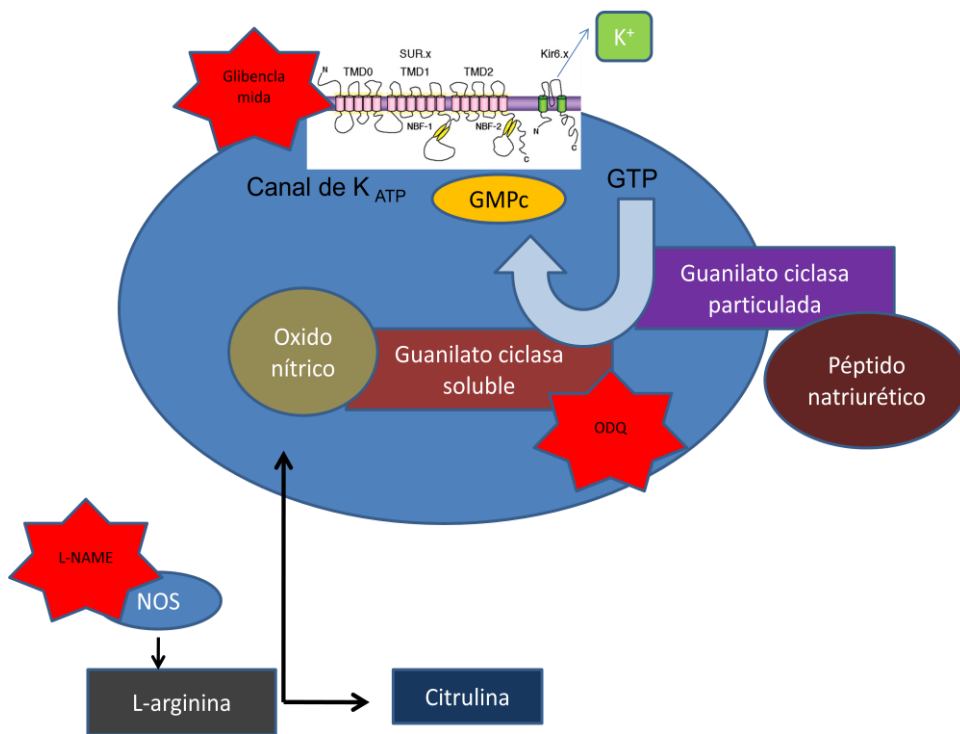 K+
SUR.x
Kir6.x
Glibencla
mida
N
TMD0
TMD1
TMD2
NBF-1
NBF-2
N
C
C
Canal de K ATP
GMPc
GTP
Guanilato ciclasa
particulada
Oxido
nítrico
Guanilato ciclasa
soluble
Péptido
natriurético
ODQ
L-NAME
NOS
L-arginina
Citrulina